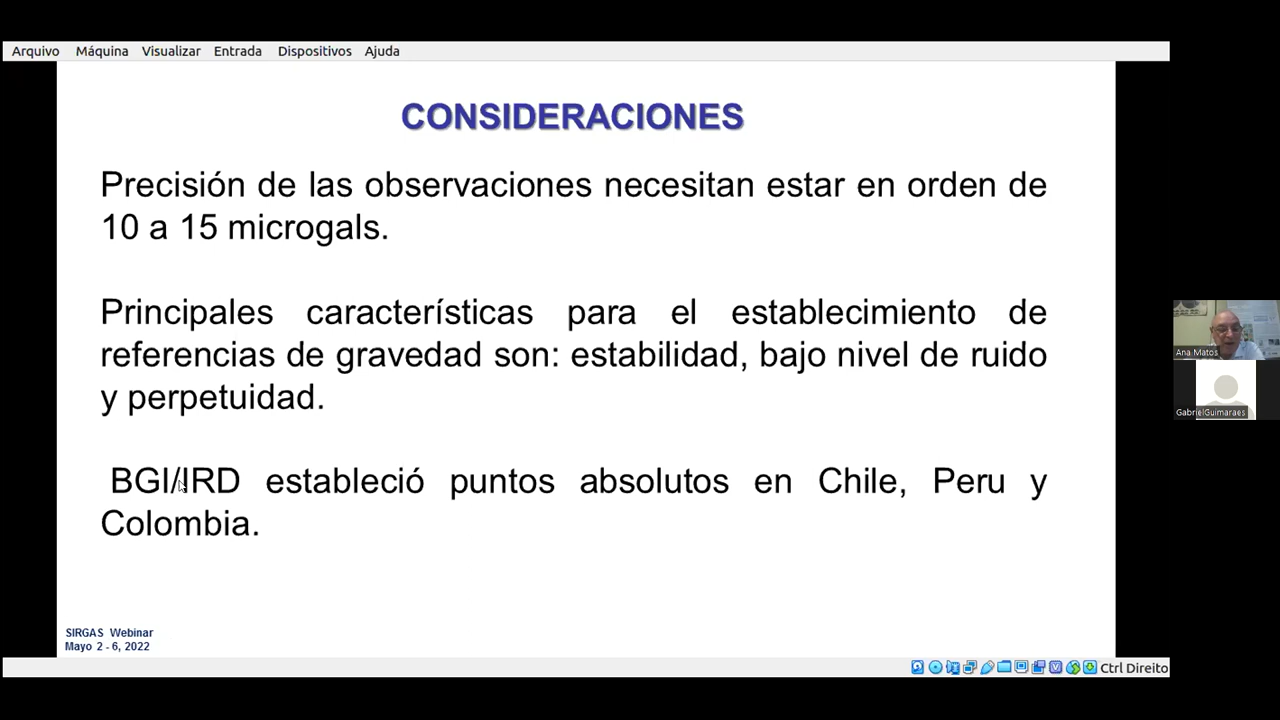 Arquivo Máquina Visualizar Entrada Dispositivos Ajuda
CONSIDERACIONES
Precisión de las observaciones necesitan estar en orden de
10 a 15 microgals.
Principales características para el establecimiento de
referencias de gravedad son: estabilidad, bajo nivel de ruido
y perpetuidad.
BGI/IRD estableció puntos absolutos en Chile, Peru y
Colombia.
SIRGAS Webinar
Mayo 2 - 6, 2022
Ana Matos
GabrielGuimaraes
Ctrl Direito